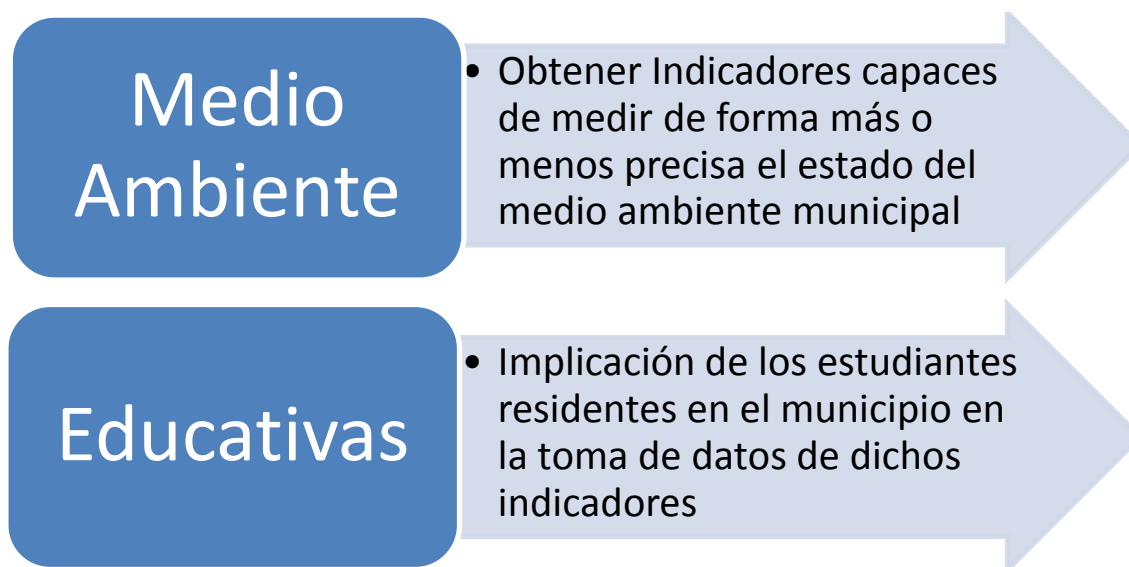 Medio
Ambiente
• Obtener Indicadores capaces
de medir de forma más o
menos precisa el estado del
medio ambiente municipal
Educativas
• Implicación de los estudiantes
residentes en el municipio en
la toma de datos de dichos
indicadores